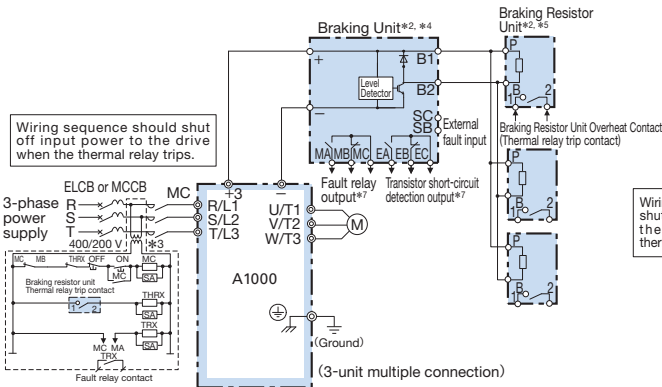 Braking Resistor
Unit*2, *5
Braking Unit*2, *4
P
B
1 2
+
−
B1
B2
Level
Detector
SC
SB
External
fault input
MA MB MC EA EB EC
Fault relay
output*7
Transistor short-circuit
detection output*7
Braking Resistor Unit Overheat Contact
(Thermal relay trip contact)
P
B
1 2
P
B
1 2
Wiring sequence should shut
off input power to the drive
when the thermal relay trips.
Wiri
shut
the
therr
ELCB or MCCB
MC
3-phase
power
supply
R
S
T
400/200 V
*3
+3 −
R/L1
S/L2
T/L3
U/T1
V/T2
W/T3
M
A1000
(Ground)
(3-unit multiple connection)
MC MB THRX OFF ON MC
MC
SA
Braking resistor unit
Thermal relay trip contact
1 2
THRX
SA
TRX
MC MA
SA
TRX
Fault relay contact